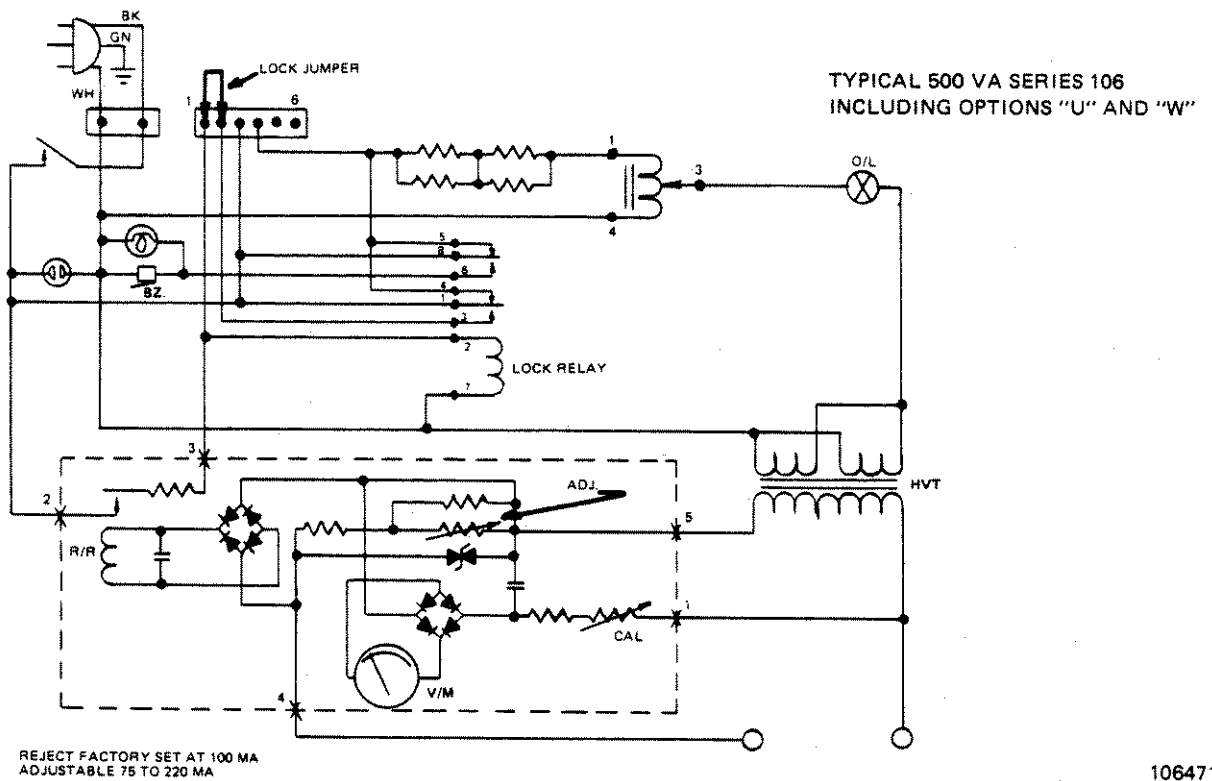 BK
GN
WH
LOCK JUMPER
1
6
TYPICAL 500 VA SERIES 106
INCLUDING OPTIONS "U" AND "W"
1
3
O/L
4
5
8
6
BZ.
4
1
3
2
LOCK RELAY
7
3
2
ADJ.
HVT
5
R/R
1
CAL
V/M
4
REJECT FACTORY SET AT 100 MA
ADJUSTABLE 75 TO 220 MA